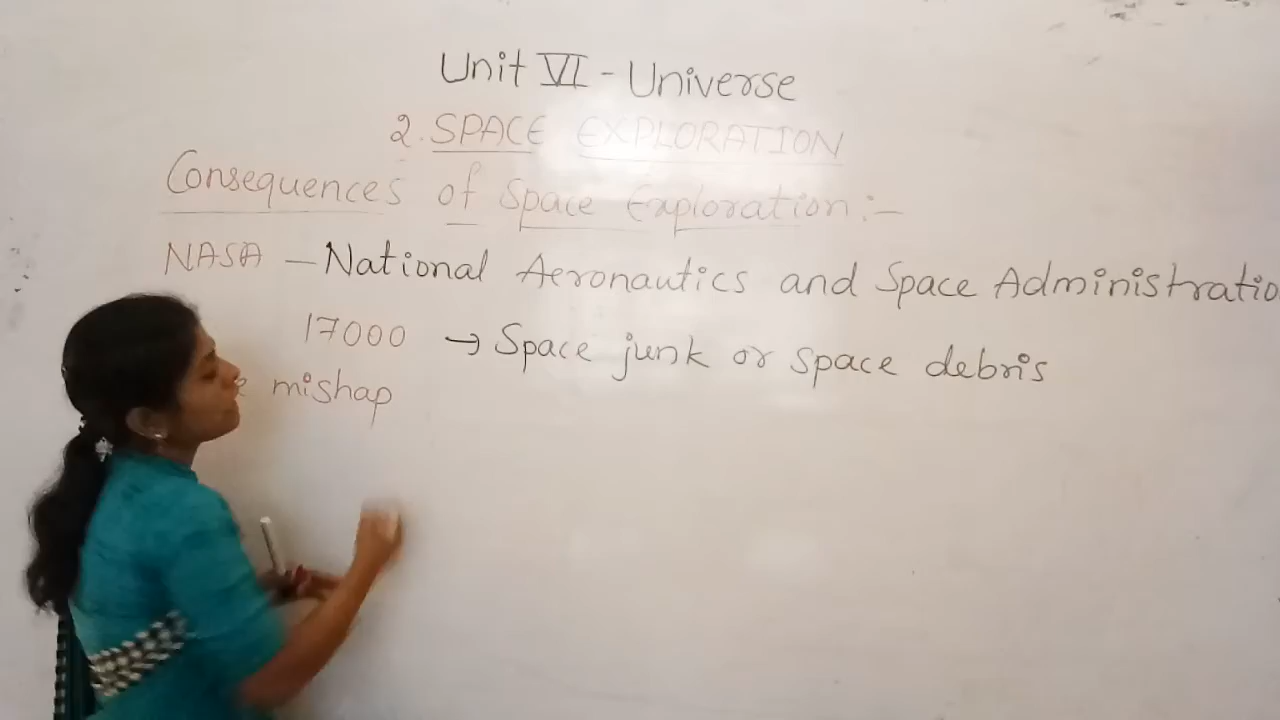 Unit VI - Universe
2. SPACE EXPLORATION
Consequences of Space Exploration :-
NASA - National Aeronautics and Space Administratio
17000 → Space junk or space debris
mishap